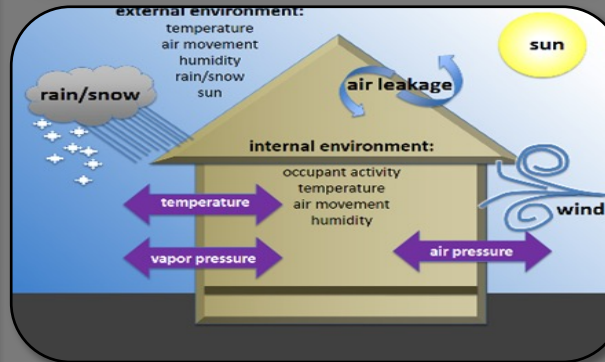 external environment:
temperature
air movement
humidity
rain/snow
sun
sun
rain/snow
air leakage
internal environment:
occupant activity
temperature
air movement
humidity
temperature
wind
vapor pressure
air pressure